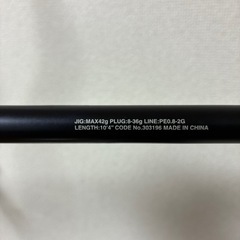 JIG:MAX42g PLUG:8-36g LINE:PE0.8-2G
LENGTH:10'4" CODE No.303196 MADE IN CHINA